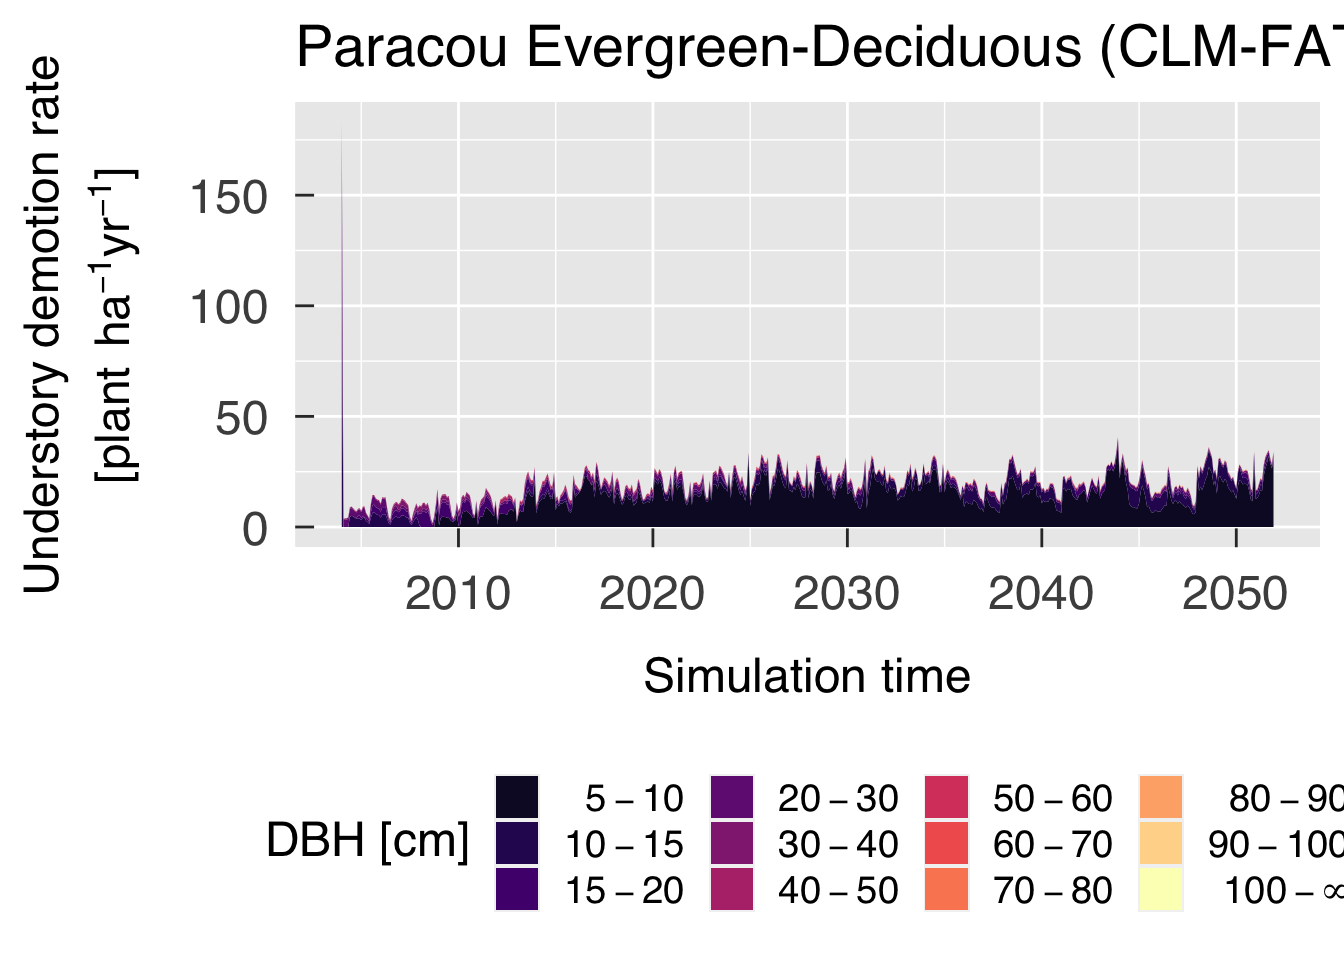 Paracou Evergreen-Deciduous (CLM-FAT
Understory demotion rate
[plant ha⁻¹yr⁻¹]
150
100
50
0
2010 2020 2030 2040 2050
Simulation time
DBH [cm]
5 – 10 20 – 30 50 – 60 80 – 90
10 – 15 30 – 40 60 – 70 90 – 100
15 – 20 40 – 50 70 – 80 100 – ∞